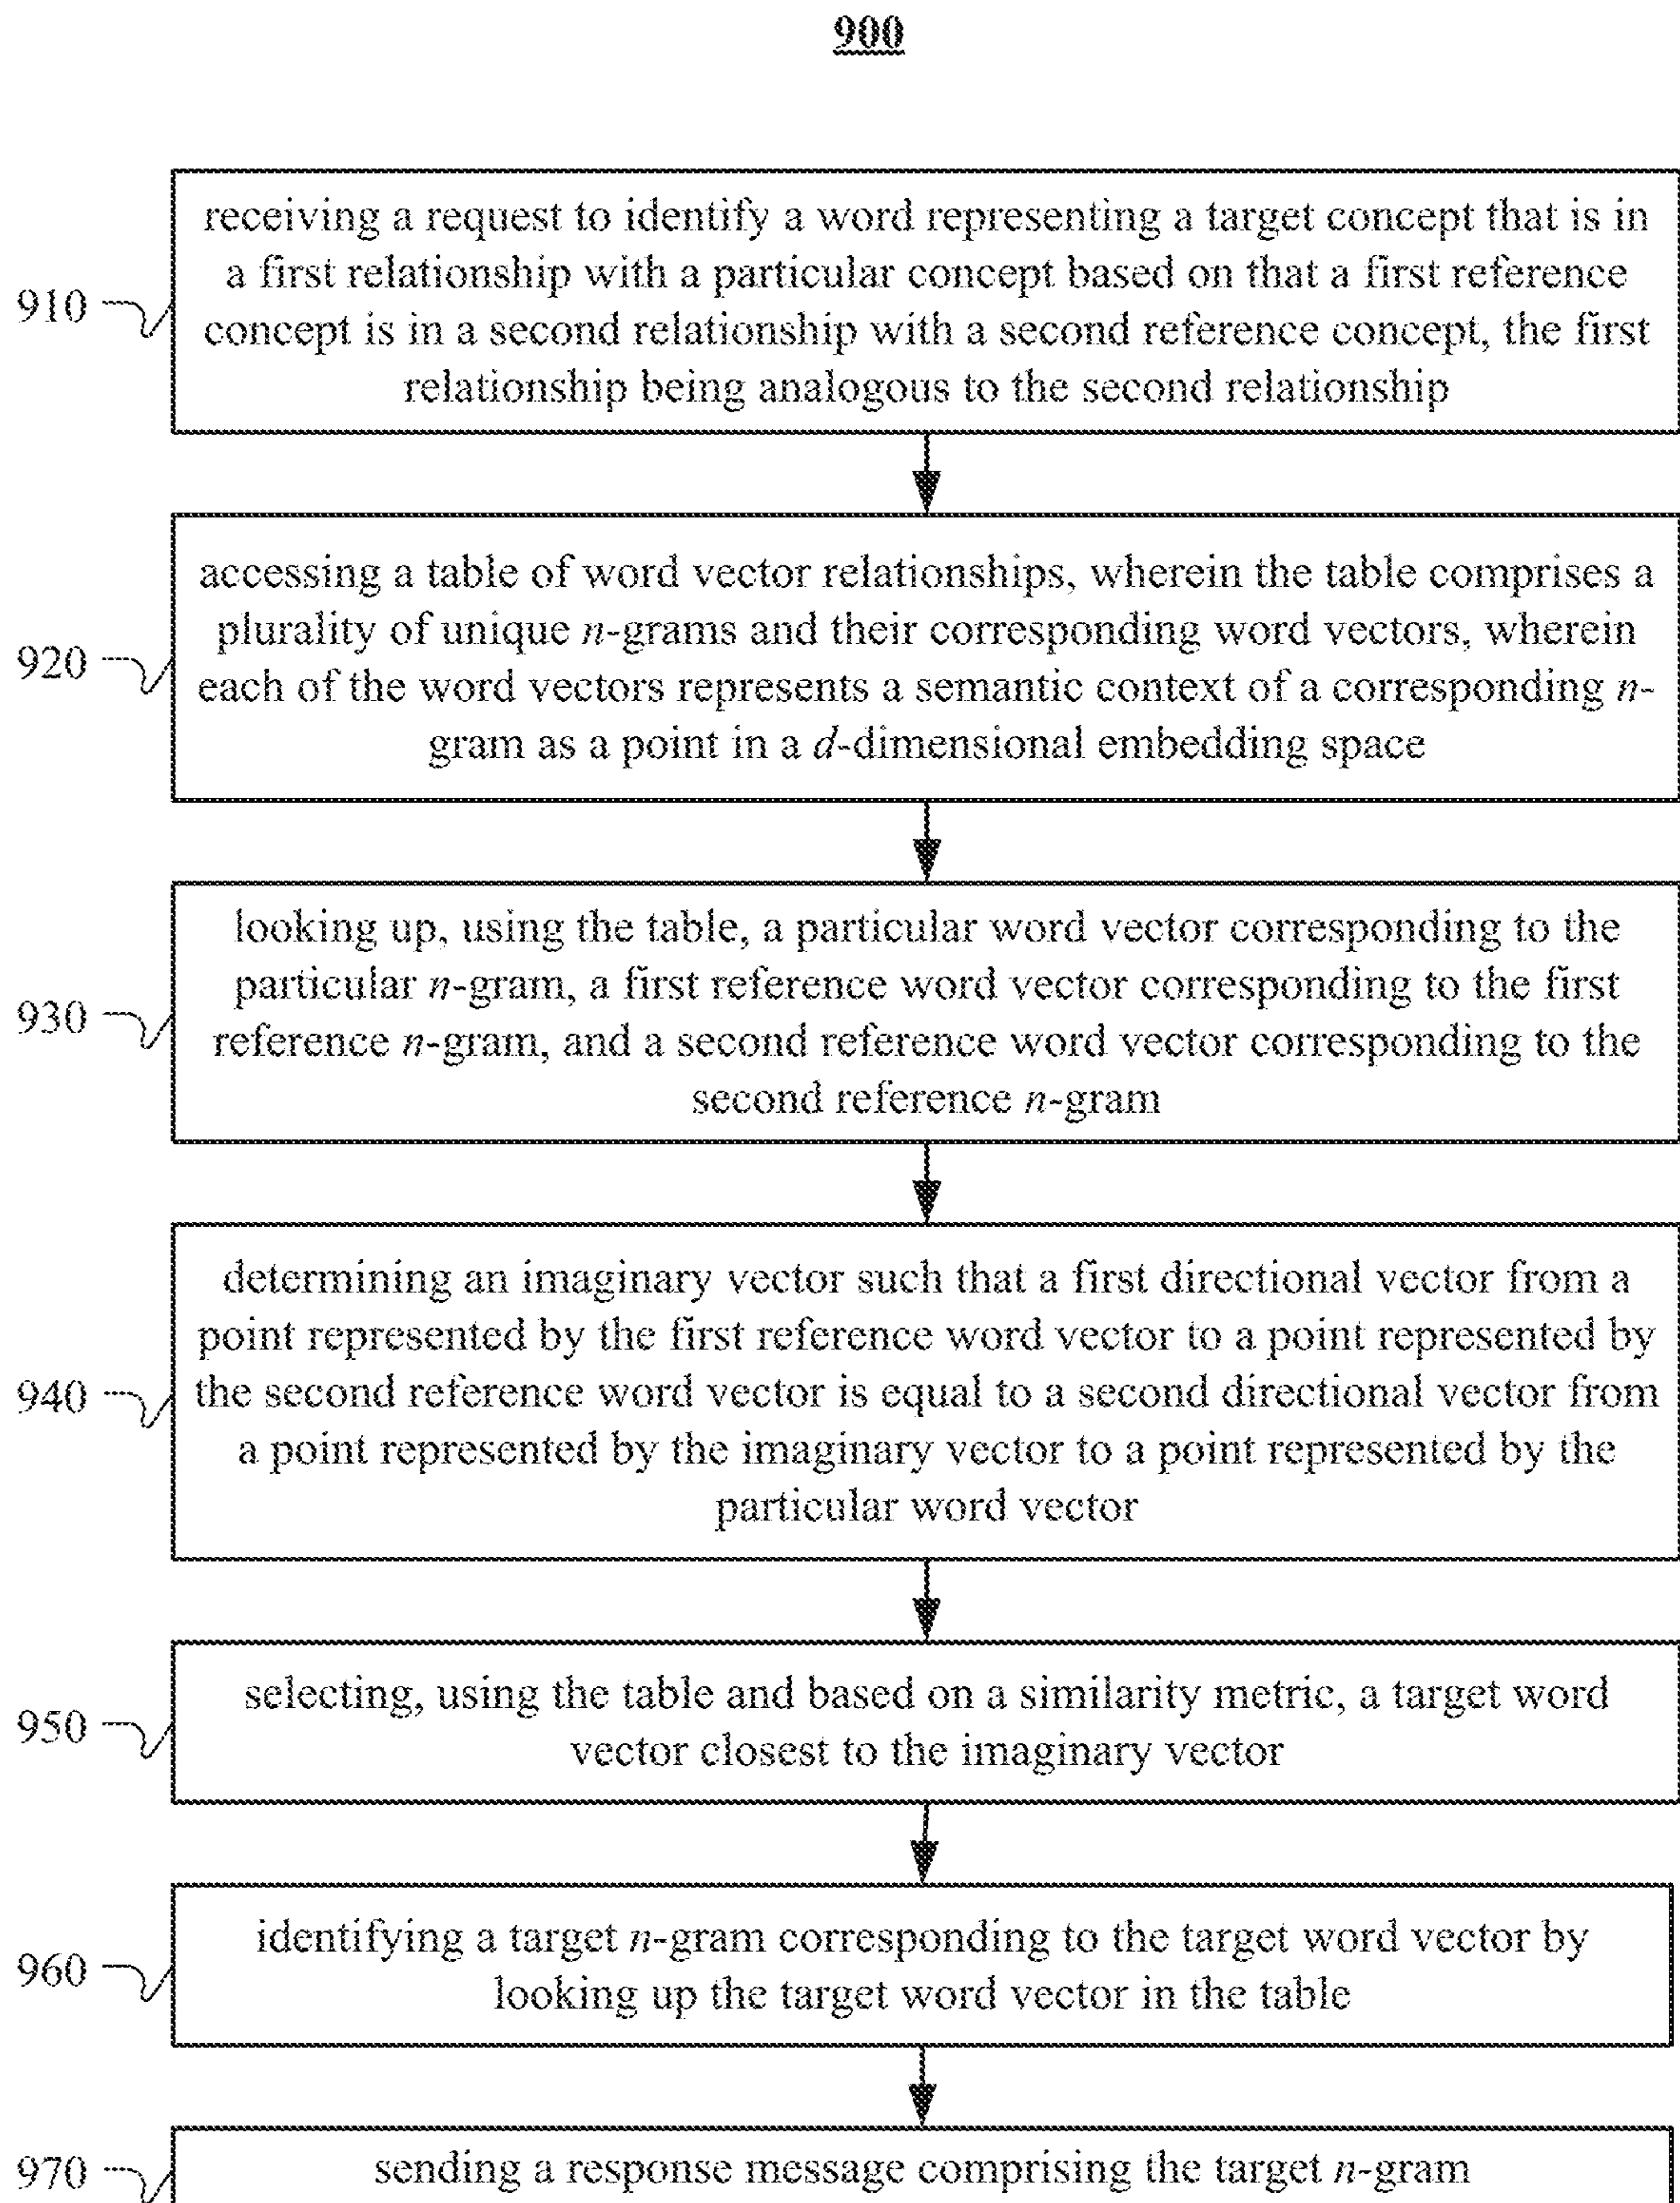 900
receiving a request to identify a word representing a target concept that is in
a first relationship with a particular concept based on that a first reference
910
concept is in a second relationship with a second reference concept, the first
relationship being analogous to the second relationship
accessing a table of word vector relationships, wherein the table comprises a
plurality of unique n-grams and their corresponding word vectors, wherein
920
each of the word vectors represents a semantic context of a corresponding n-
gram as a point in a d-dimensional embedding space
looking up, using the table, a particular word vector corresponding to the
particular n-gram, a first reference word vector corresponding to the first
930
reference n-gram, and a second reference word vector corresponding to the
second reference n-gram
determining an imaginary vector such that a first directional vector from a
point represented by the first reference word vector to a point represented by
940
the second reference word vector is equal to a second directional vector from
a point represented by the imaginary vector to a point represented by the
particular word vector
selecting, using the table and based on a similarity metric, a target word
950
vector closest to the imaginary vector
identifying a target n-gram corresponding to the target word vector by
960
looking up the target word vector in the table
970
sending a response message comprising the target n-gram